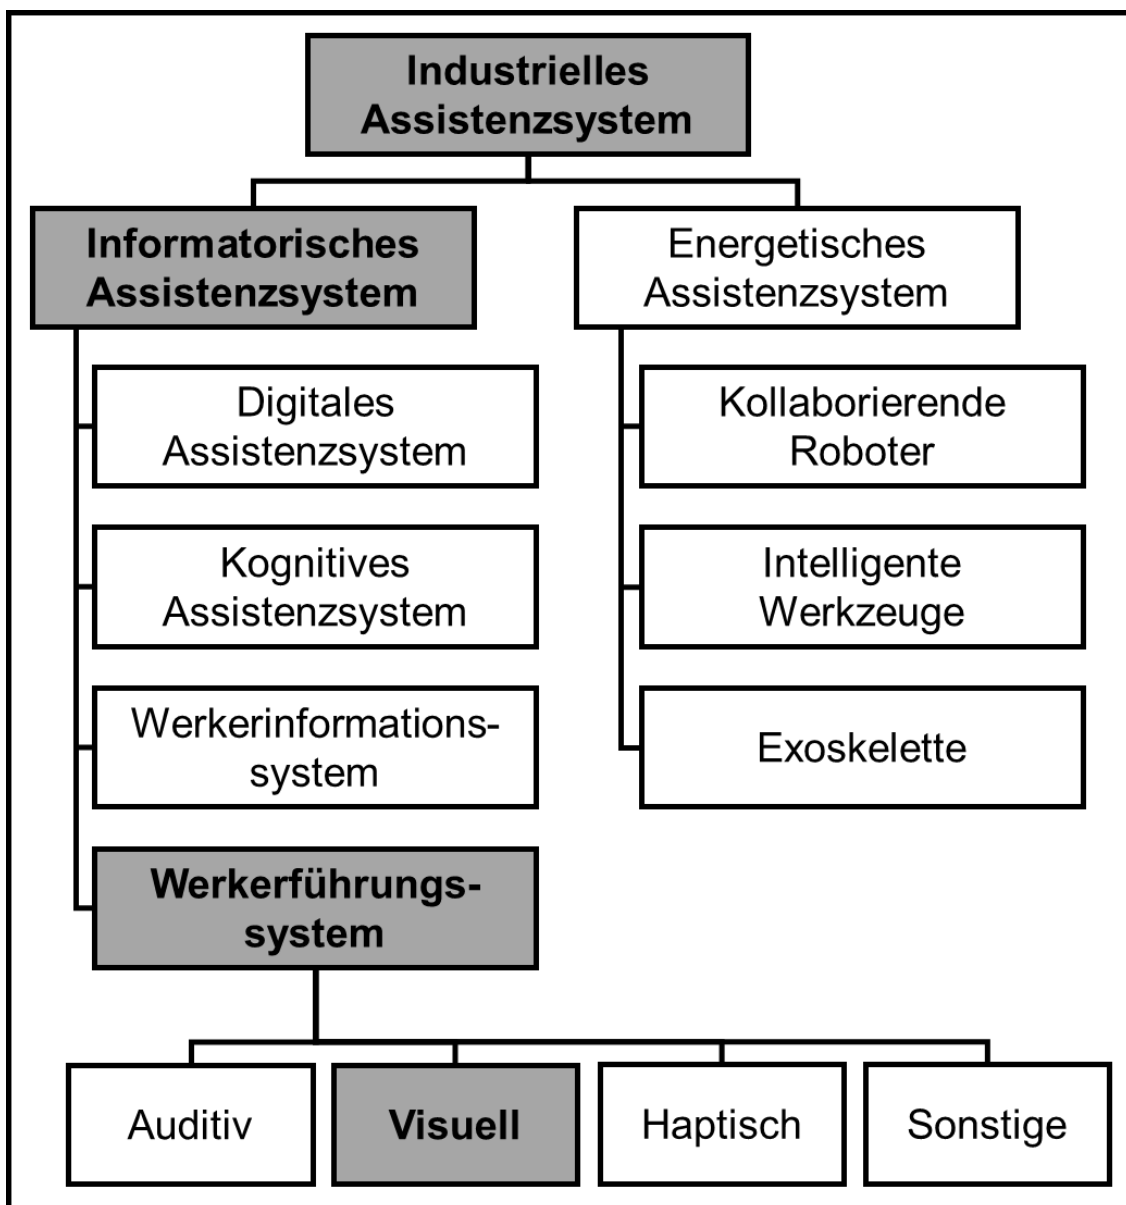 Industrielles
Assistenzsystem
Informatorisches
Assistenzsystem
Energetisches
Assistenzsystem
Digitales
Assistenzsystem
Kollaborierende
Roboter
Kognitives
Assistenzsystem
Intelligente
Werkzeuge
Werkerinformations-
system
Exoskelette
Werkerführungs-
system
Auditiv
Visuell
Haptisch
Sonstige